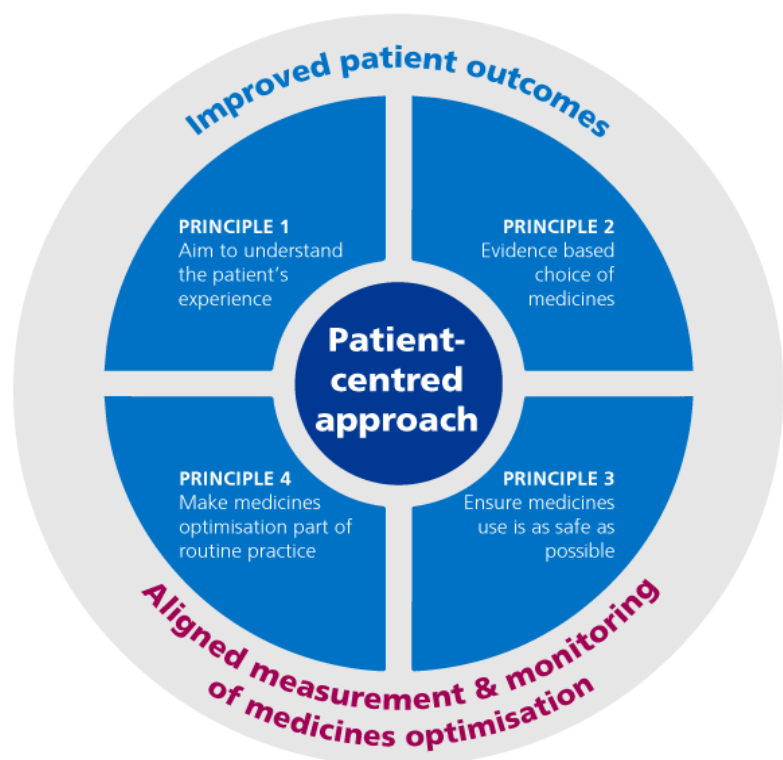 Improved patient outcomes
PRINCIPLE 1
Aim to understand
the patient's
experience
PRINCIPLE 2
Evidence based
choice of
medicines
Patient-
centred
approach
PRINCIPLE 4
Make medicines
optimisation part of
routine practice
PRINCIPLE 3
Ensure medicines
use is as safe as
possible
Aligned measurement & monitoring
of medicines optimisation